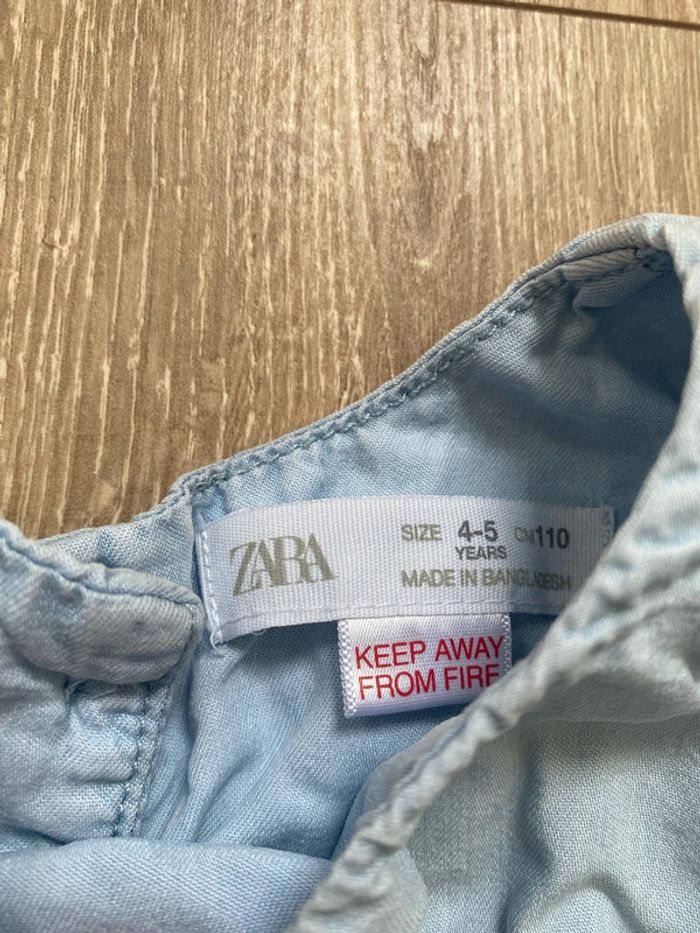 ZARA
SIZE 4-5 CM 110
YEARS
MADE IN BANGLADESH
KEEP AWAY
FROM FIRE